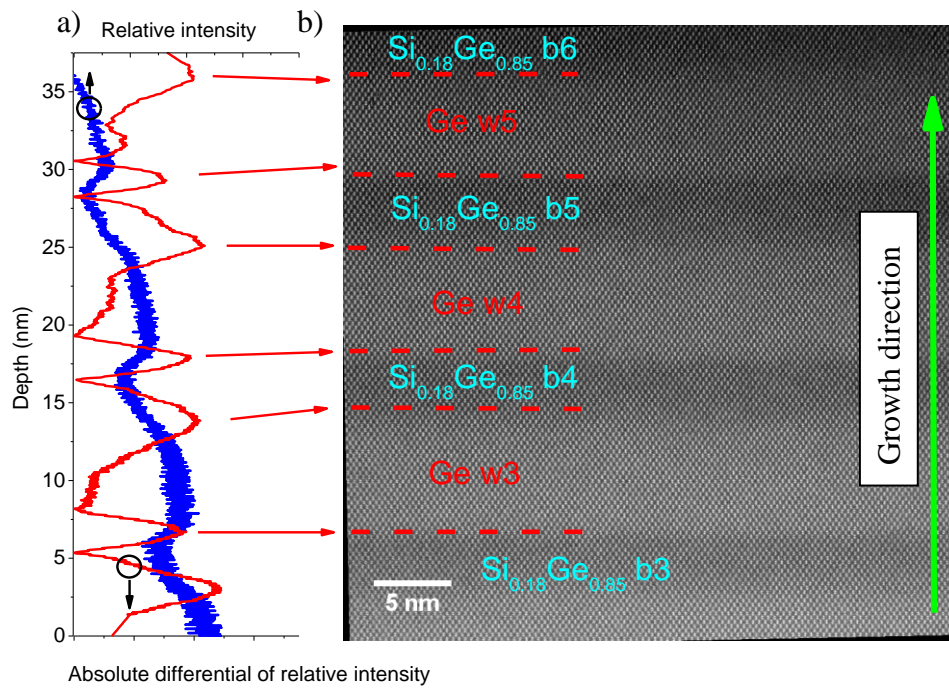 a)
Relative intensity
b)
35
30
25
20
15
10
5
0
Depth (nm)
Absolute differential of relative intensity
Si0.18Ge0.85 b6
Ge w5
Si0.18Ge0.85 b5
Ge w4
Si0.18Ge0.85 b4
Ge w3
Si0.18Ge0.85 b3
5 nm
Growth direction